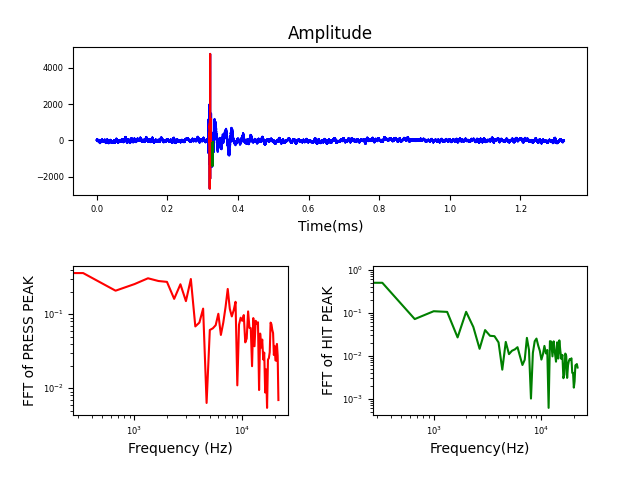 Amplitude
4000
2000
0
−2000
0.0 0.2 0.4 0.6 0.8 1.0 1.2
Time(ms)
FFT of PRESS PEAK
10⁻¹
10⁻²
10³ 10⁴
Frequency (Hz)
FFT of HIT PEAK
10⁰
10⁻¹
10⁻²
10⁻³
10³ 10⁴
Frequency(Hz)